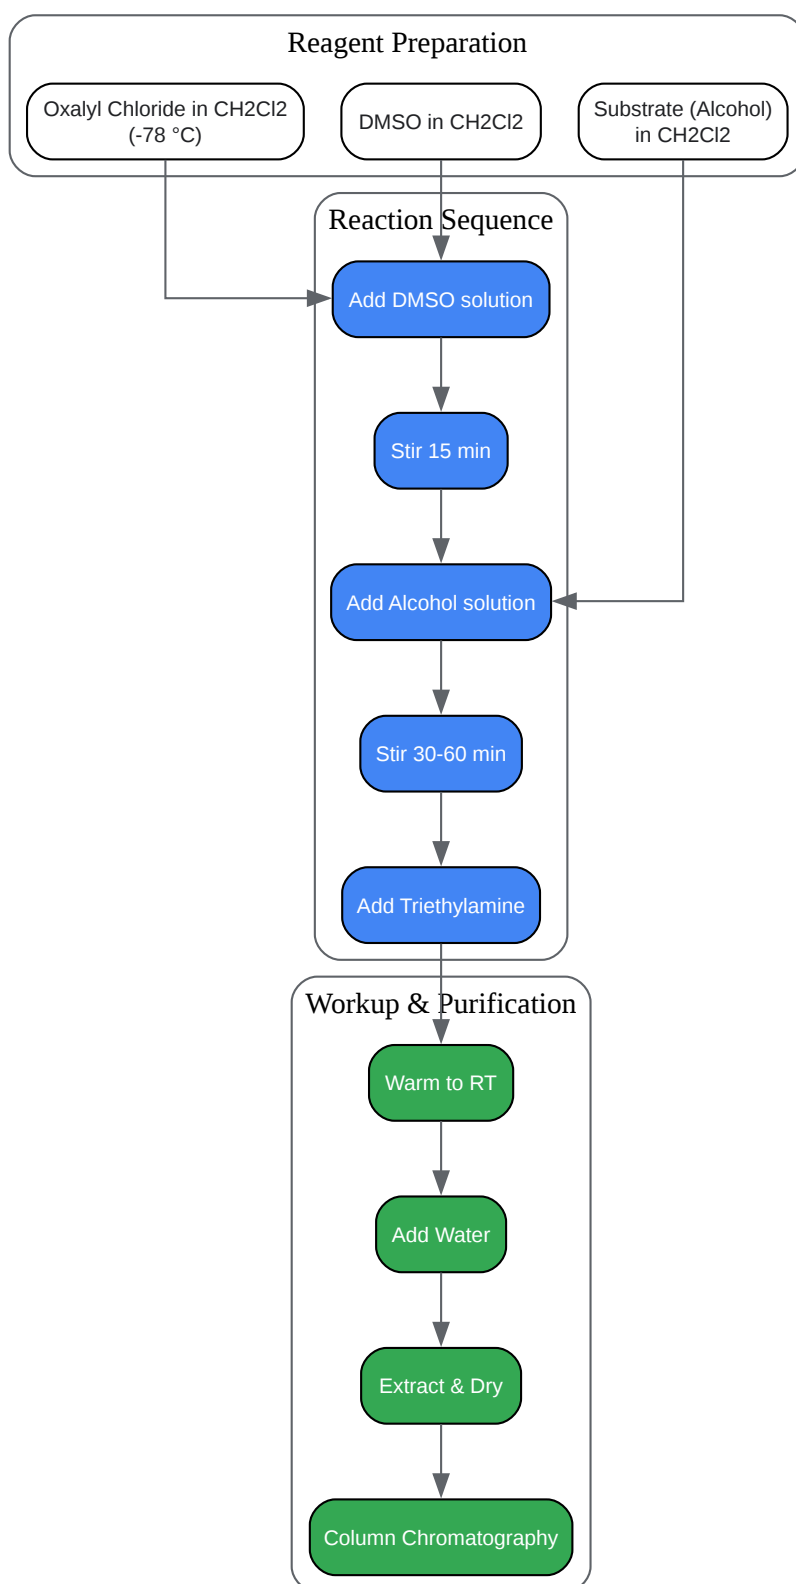 Reagent Preparation
Oxalyl Chloride in CH2Cl2
(-78 °C)
DMSO in CH2Cl2
Substrate (Alcohol)
in CH2Cl2
Reaction Sequence
Add DMSO solution
Stir 15 min
Add Alcohol solution
Stir 30-60 min
Add Triethylamine
Workup & Purification
Warm to RT
Add Water
Extract & Dry
Column Chromatography